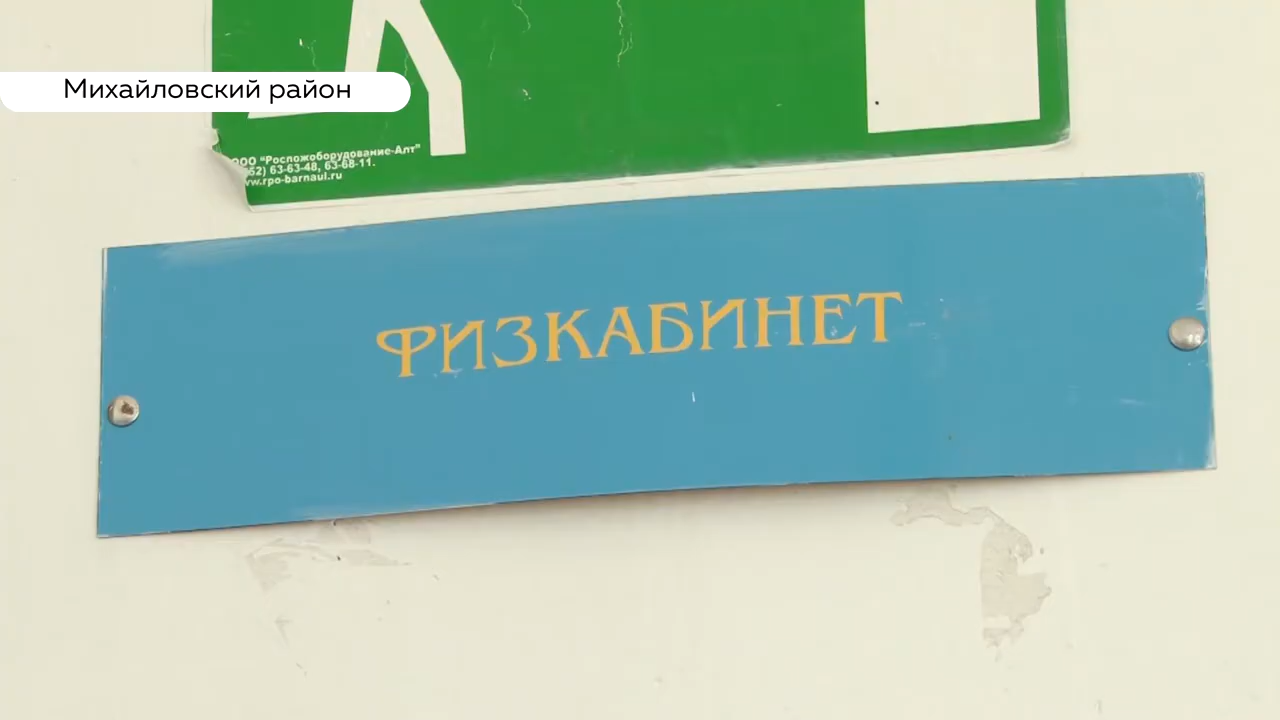 Михайловский район
ООО "Роспожоборудование-Алт"
63-63-48, 63-68-11.
www.rpo-barnaul.ru
ФИЗКАБИНЕТ